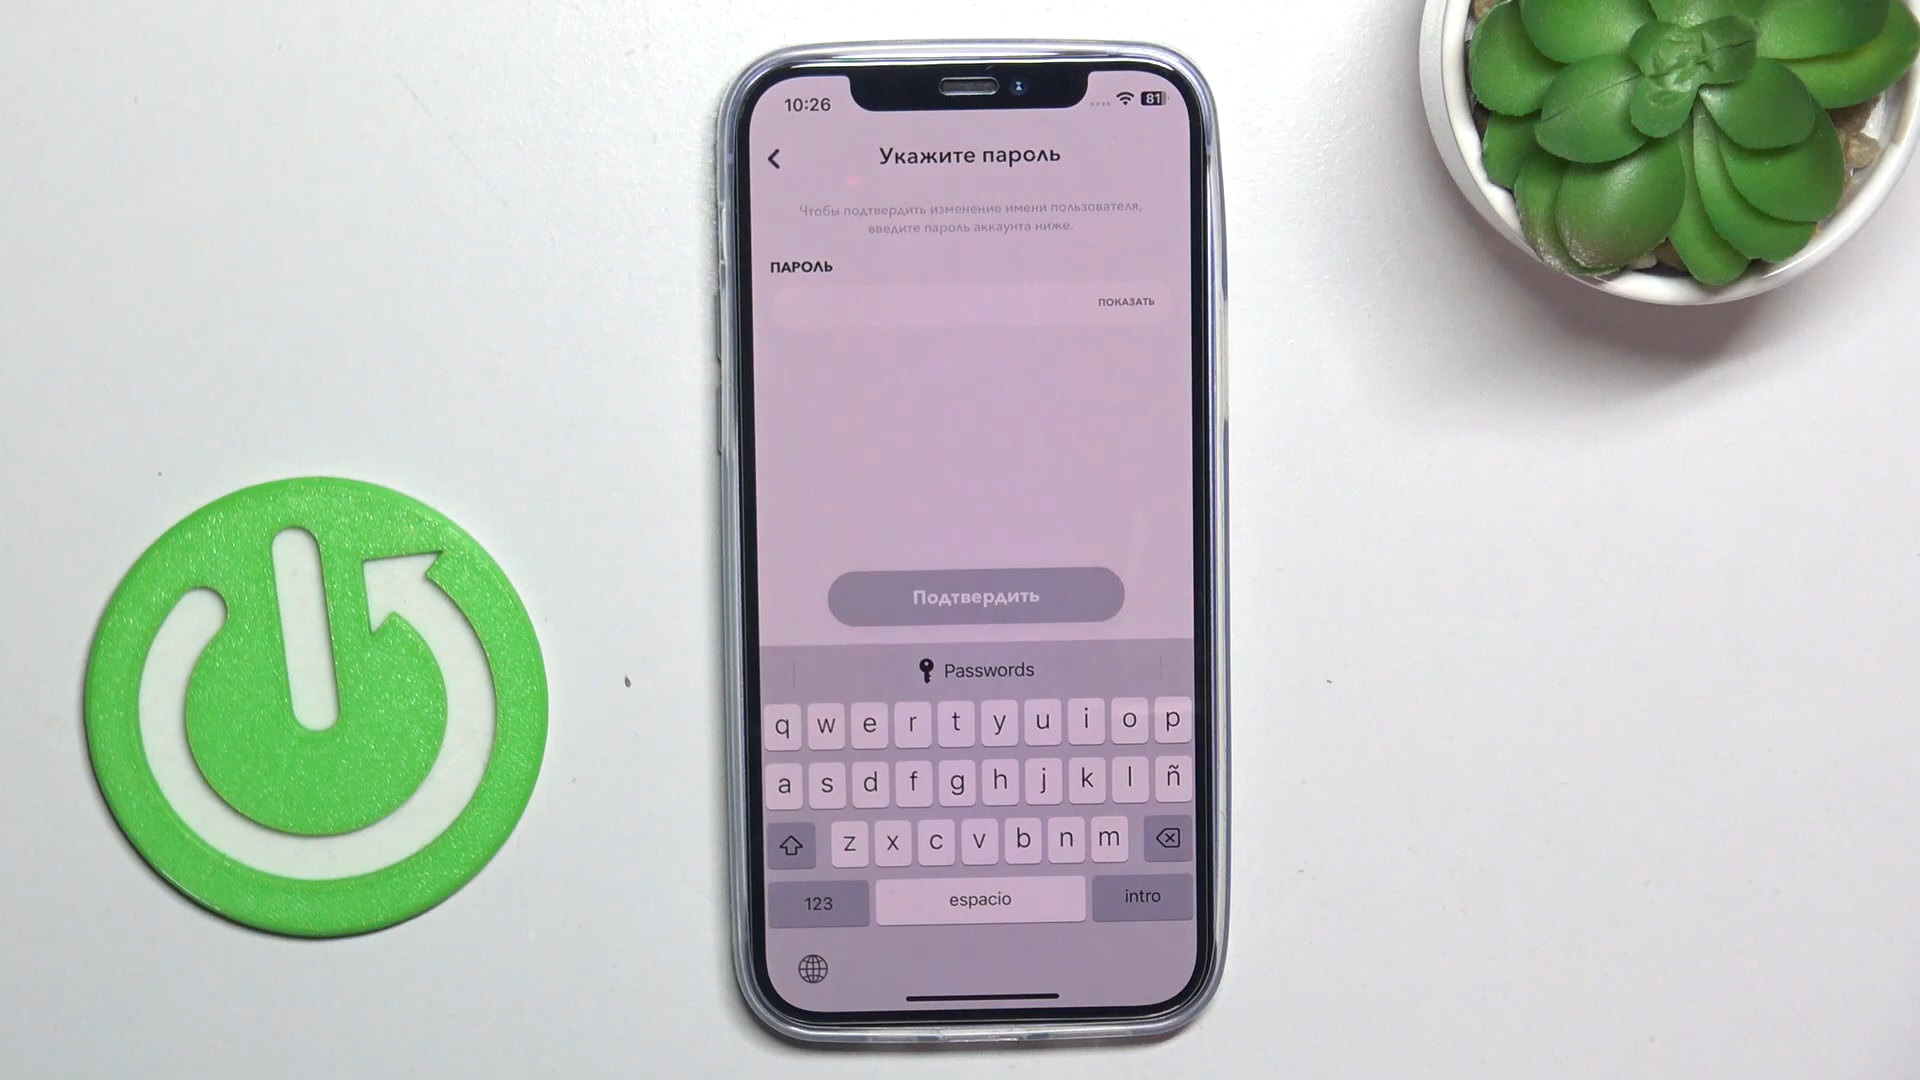 10:26
81
Укажите пароль
Чтобы подтвердить изменение имени пользователя,
введите пароль аккаунта ниже.
ПАРОЛЬ
ПОКАЗАТЬ
Подтвердить
Passwords
q w e r t y u i o p
a s d f g h j k l ñ
z x c v b n m
123 espacio intro